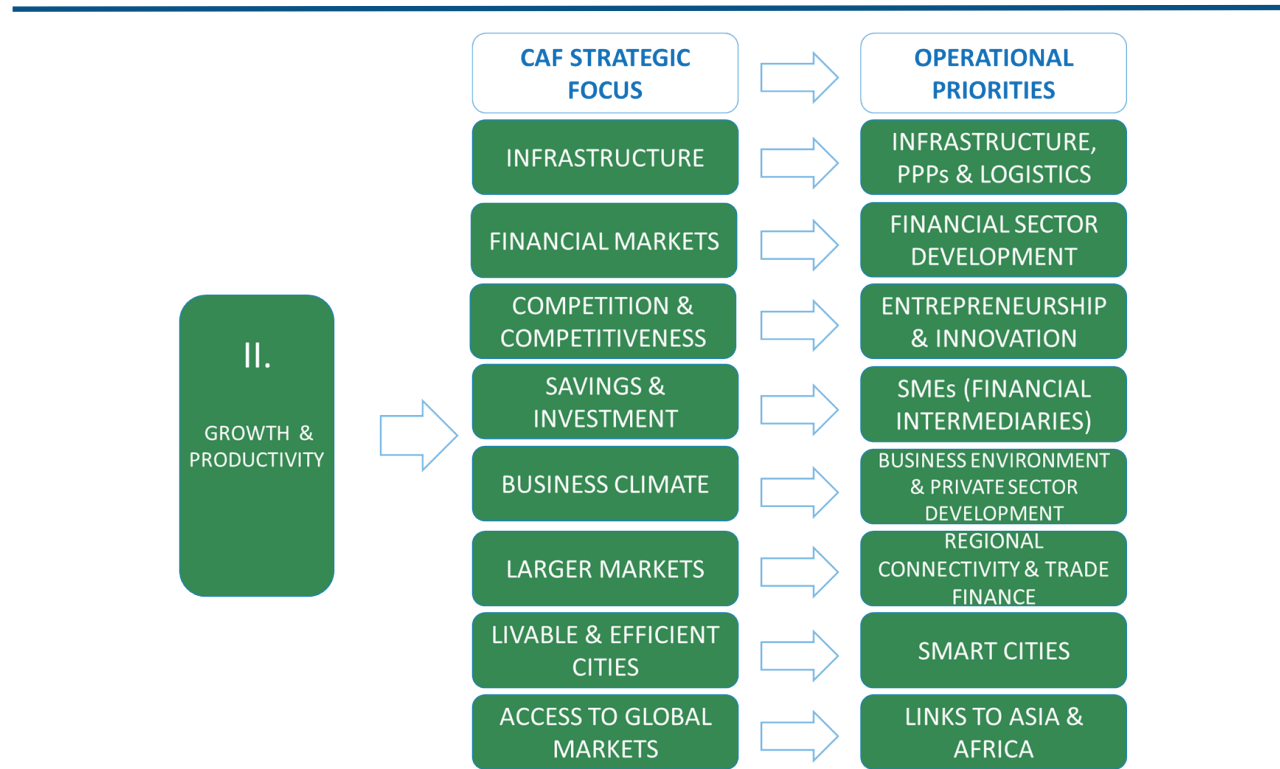 CAF STRATEGIC
FOCUS
OPERATIONAL
PRIORITIES
II.
GROWTH &
PRODUCTIVITY
INFRASTRUCTURE
INFRASTRUCTURE,
PPPs & LOGISTICS
FINANCIAL MARKETS
FINANCIAL SECTOR
DEVELOPMENT
COMPETITION &
COMPETITIVENESS
ENTREPRENEURSHIP
& INNOVATION
SAVINGS &
INVESTMENT
SMEs (FINANCIAL
INTERMEDIARIES)
BUSINESS CLIMATE
BUSINESS ENVIRONMENT
& PRIVATE SECTOR
DEVELOPMENT
LARGER MARKETS
REGIONAL
CONNECTIVITY & TRADE
FINANCE
LIVABLE & EFFICIENT
CITIES
SMART CITIES
ACCESS TO GLOBAL
MARKETS
LINKS TO ASIA &
AFRICA